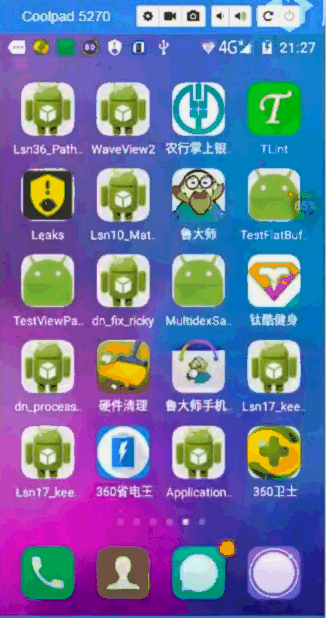 Coolpad 5270
4G 21:27
Lsn36_Path.. WaveView2 农行掌上银.. TLint
Leaks Lsn10_Mat.. 鲁大师 TestFlatBuf..
TestViewPa.. dn_fix_ricky MultidexSa.. 钛酷健身
dn_process.. 硬件清理 鲁大师手机.. Lsn17_kee..
Lsn17_kee.. 360省电王 Application.. 360卫士